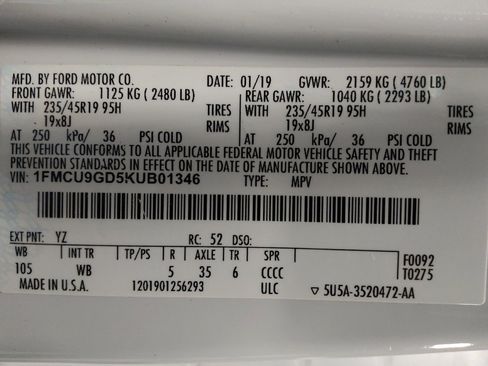 MFD. BY FORD MOTOR CO. DATE: 01/19 GVWR: 2159 KG (4760 LB)
FRONT GAWR: 1125 KG (2480 LB) REAR GAWR: 1040 KG (2293 LB)
WITH 235/45R19 95H TIRES WITH 235/45R19 95H TIRES
19x8J RIMS 19x8J RIMS
AT 250 kPa/ 36 PSI COLD AT 250 kPa/ 36 PSI COLD
THIS VEHICLE CONFORMS TO ALL APPLICABLE FEDERAL MOTOR VEHICLE SAFETY AND THEFT
PREVENTION STANDARDS IN EFFECT ON THE DATE OF MANUFACTURE SHOWN ABOVE.
VIN: 1FMCU9GD5KUB01346 TYPE: MPV
EXT PNT: YZ RC: 52 DSO:
WB INT TR TP/PS R AXLE TR SPR F0092
105 WB 5 35 6 CCCC T0275
MADE IN U.S.A. 1201901256293 ULC ▽ 5U5A-3520472-AA